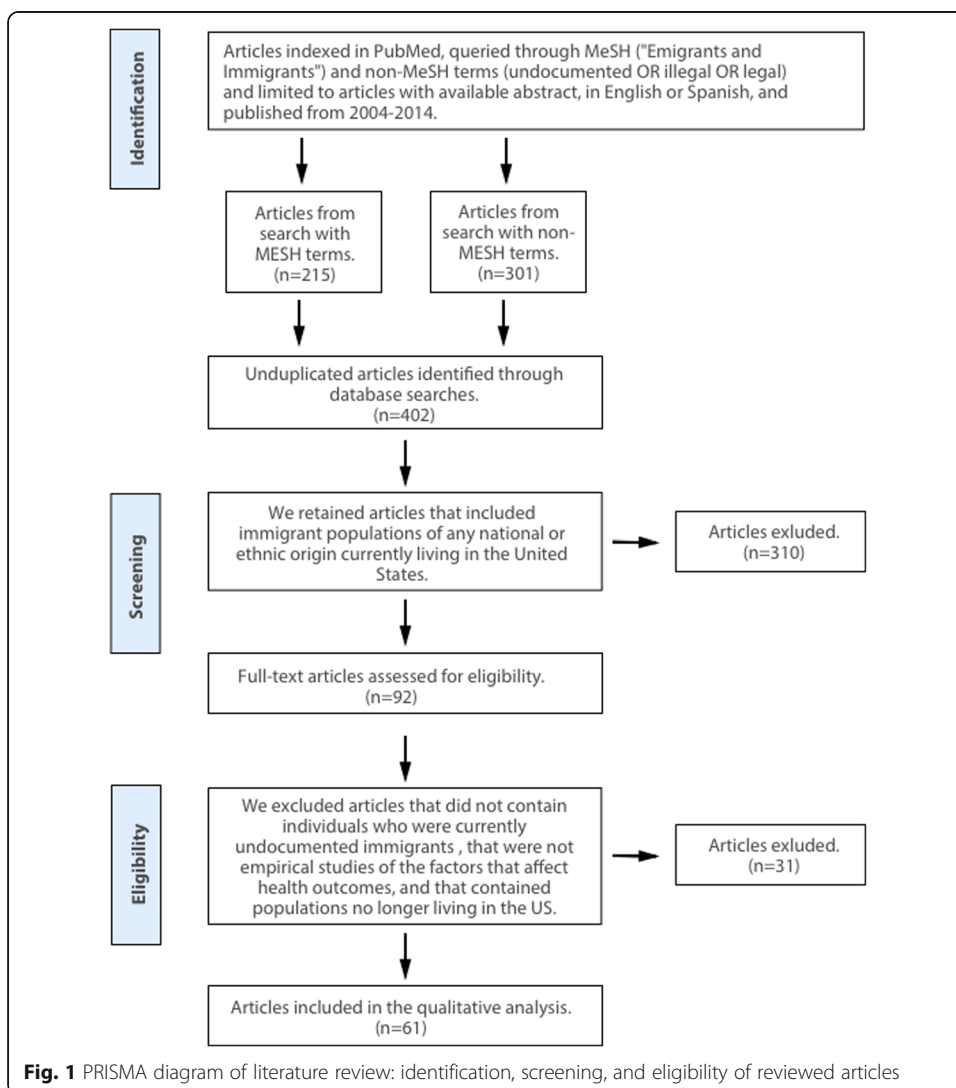 Identification
Articles indexed in PubMed, queried through MeSH ("Emigrants and
Immigrants") and non-MeSH terms (undocumented OR illegal OR legal)
and limited to articles with available abstract, in English or Spanish, and
published from 2004-2014.
Articles from
search with
MESH terms.
(n=215)
Articles from
search with non-
MESH terms.
(n=301)
Unduplicated articles identified through
database searches.
(n=402)
Screening
We retained articles that included
immigrant populations of any national or
ethnic origin currently living in the United
States.
Articles exluded.
(n=310)
Full-text articles assessed for eligibility.
(n=92)
Eligibility
We excluded articles that did not contain
individuals who were currently
undocumented immigrants , that were not
empirical studies of the factors that affect
health outcomes, and that contained
populations no longer living in the US.
Articles exluded.
(n=31)
Articles included in the qualitative analysis.
(n=61)
Fig. 1 PRISMA diagram of literature review: identification, screening, and eligibility of reviewed articles